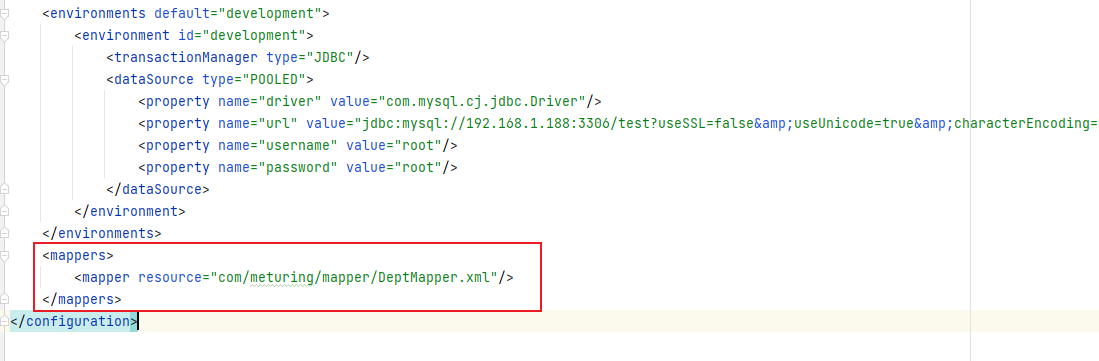 <environments default="development">
<environment id="development">
<transactionManager type="JDBC"/>
<dataSource type="POOLED">
<property name="driver" value="com.mysql.cj.jdbc.Driver"/>
<property name="url" value="jdbc:mysql://192.168.1.188:3306/test?useSSL=false&amp;useUnicode=true&amp;characterEncoding=
<property name="username" value="root"/>
<property name="password" value="root"/>
</dataSource>
</environment>
</environments>
<mappers>
<mapper resource="com/meturing/mapper/DeptMapper.xml"/>
</mappers>
</configuration>